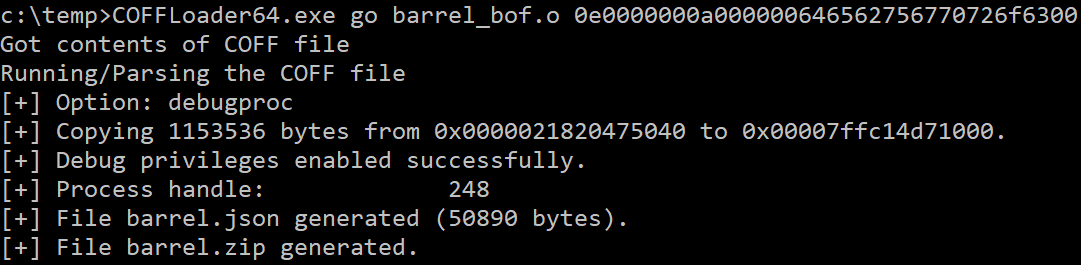 c:\temp>COFFLoader64.exe go barrel_bof.o 0e0000000a000000646562756770726f6300
Got contents of COFF file
Running/Parsing the COFF file
[+] Option: debugproc
[+] Copying 1153536 bytes from 0x0000021820475040 to 0x00007ffc14d71000.
[+] Debug privileges enabled successfully.
[+] Process handle:             248
[+] File barrel.json generated (50890 bytes).
[+] File barrel.zip generated.